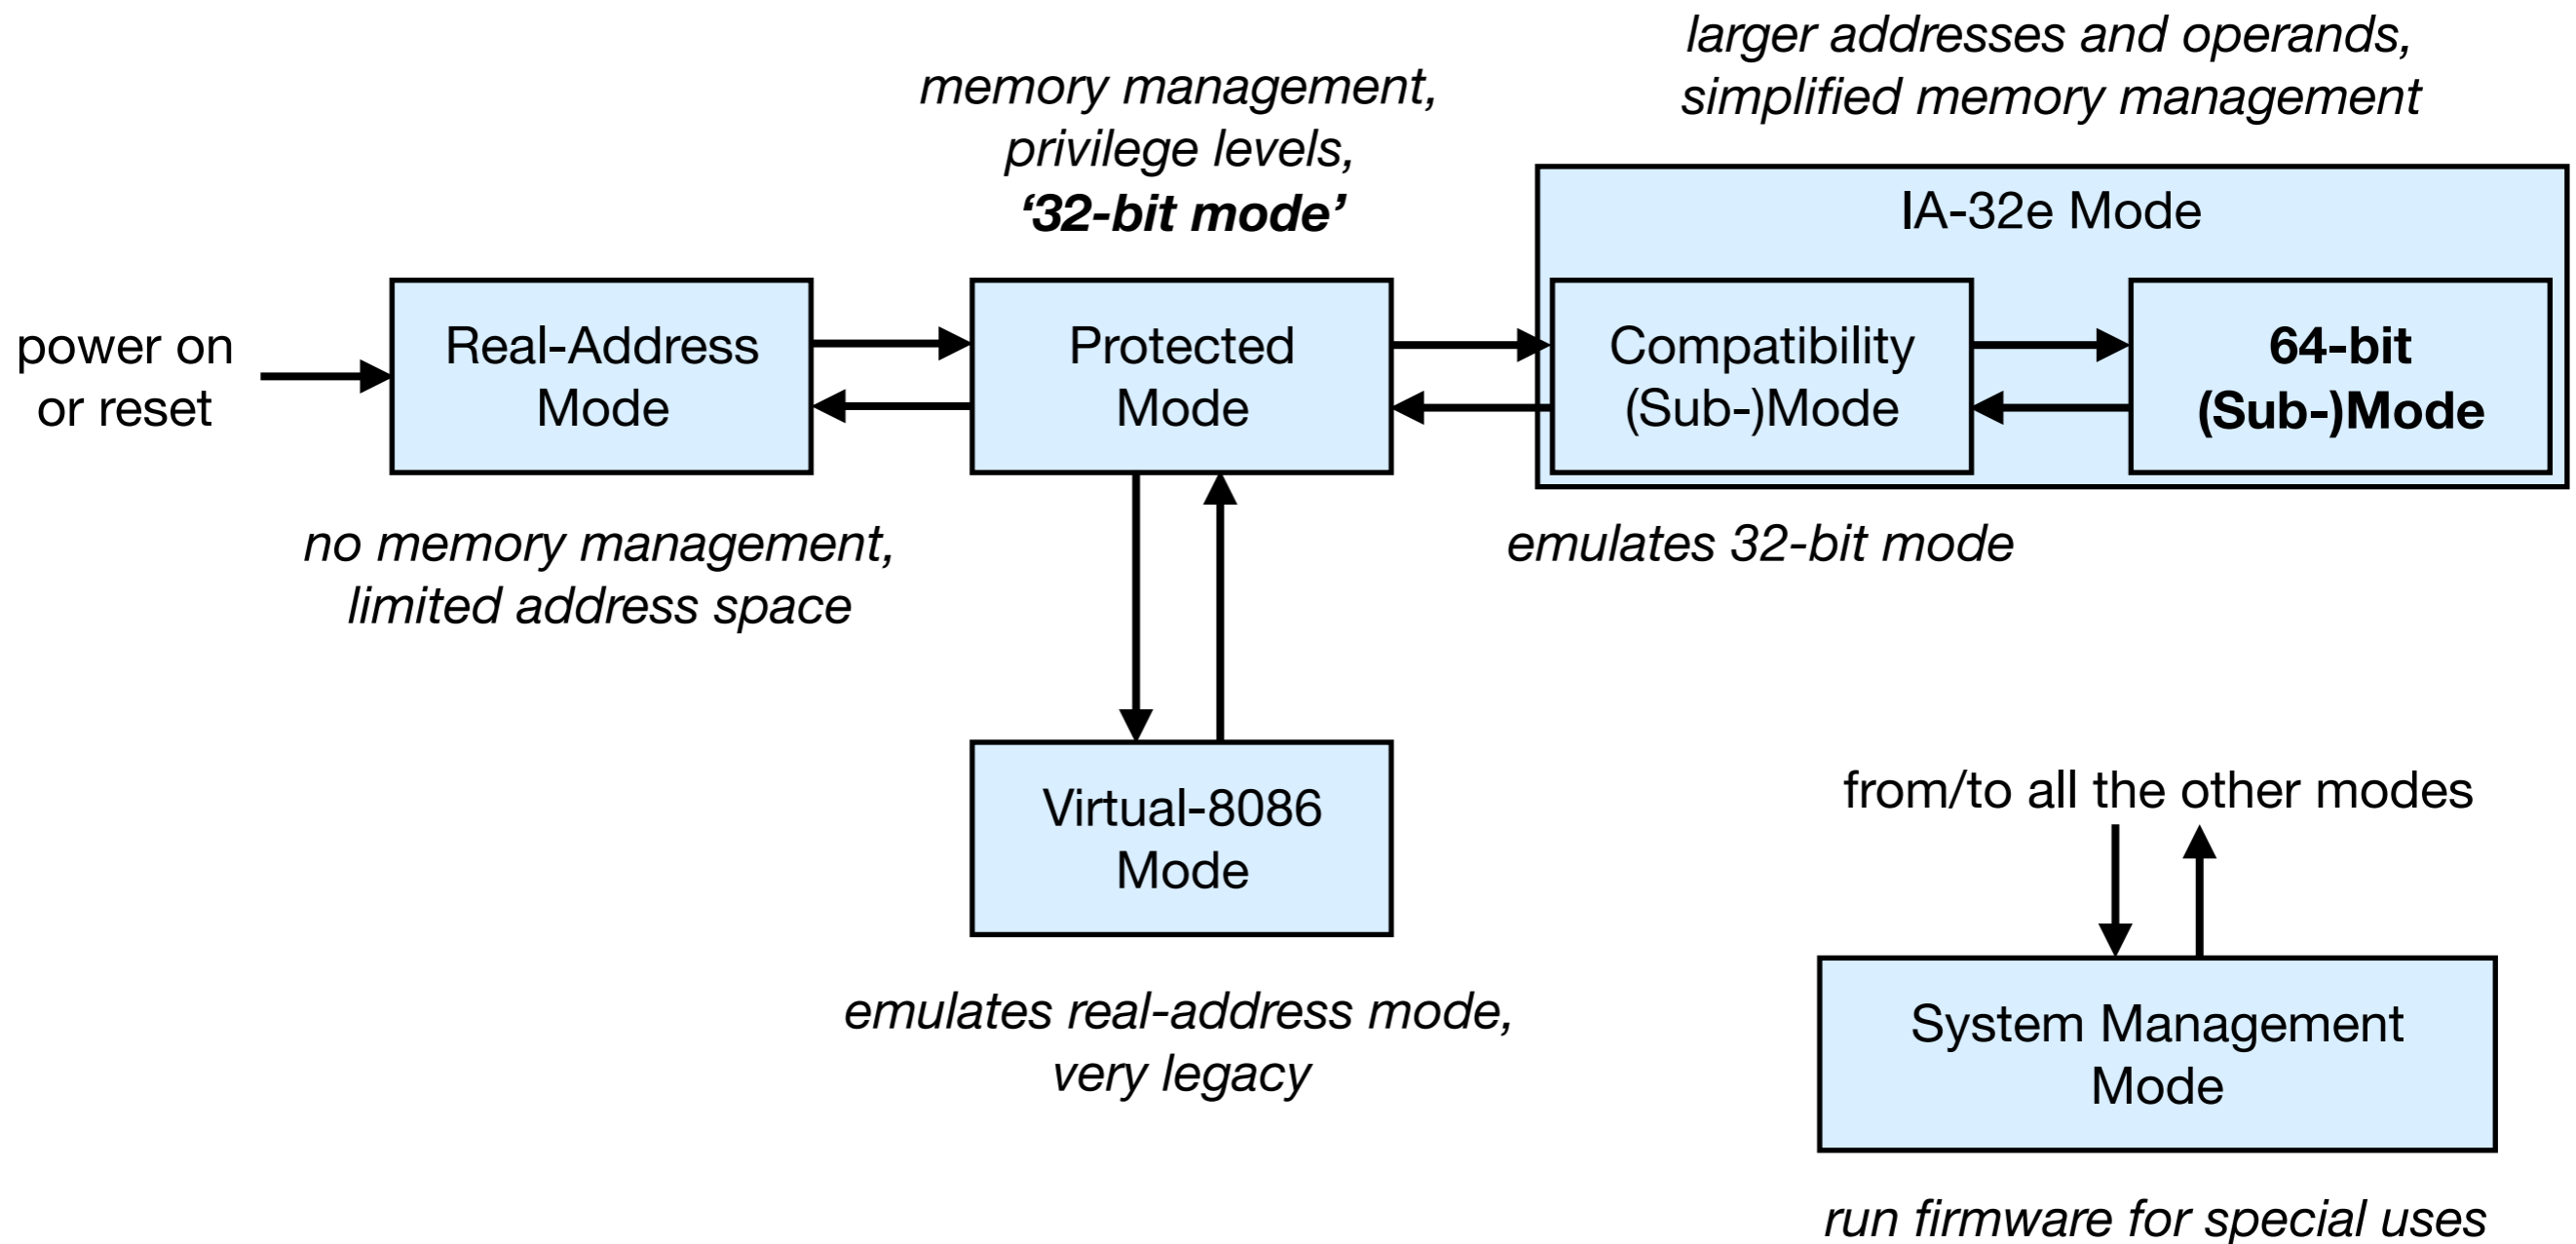 larger addresses and operands,
simplified memory management
memory management,
privilege levels,
‘32-bit mode’
IA-32e Mode
power on
or reset
Real-Address
Mode
Protected
Mode
Compatibility
(Sub-)Mode
64-bit
(Sub-)Mode
no memory management,
limited address space
emulates 32-bit mode
Virtual-8086
Mode
emulates real-address mode,
very legacy
from/to all the other modes
System Management
Mode
run firmware for special uses